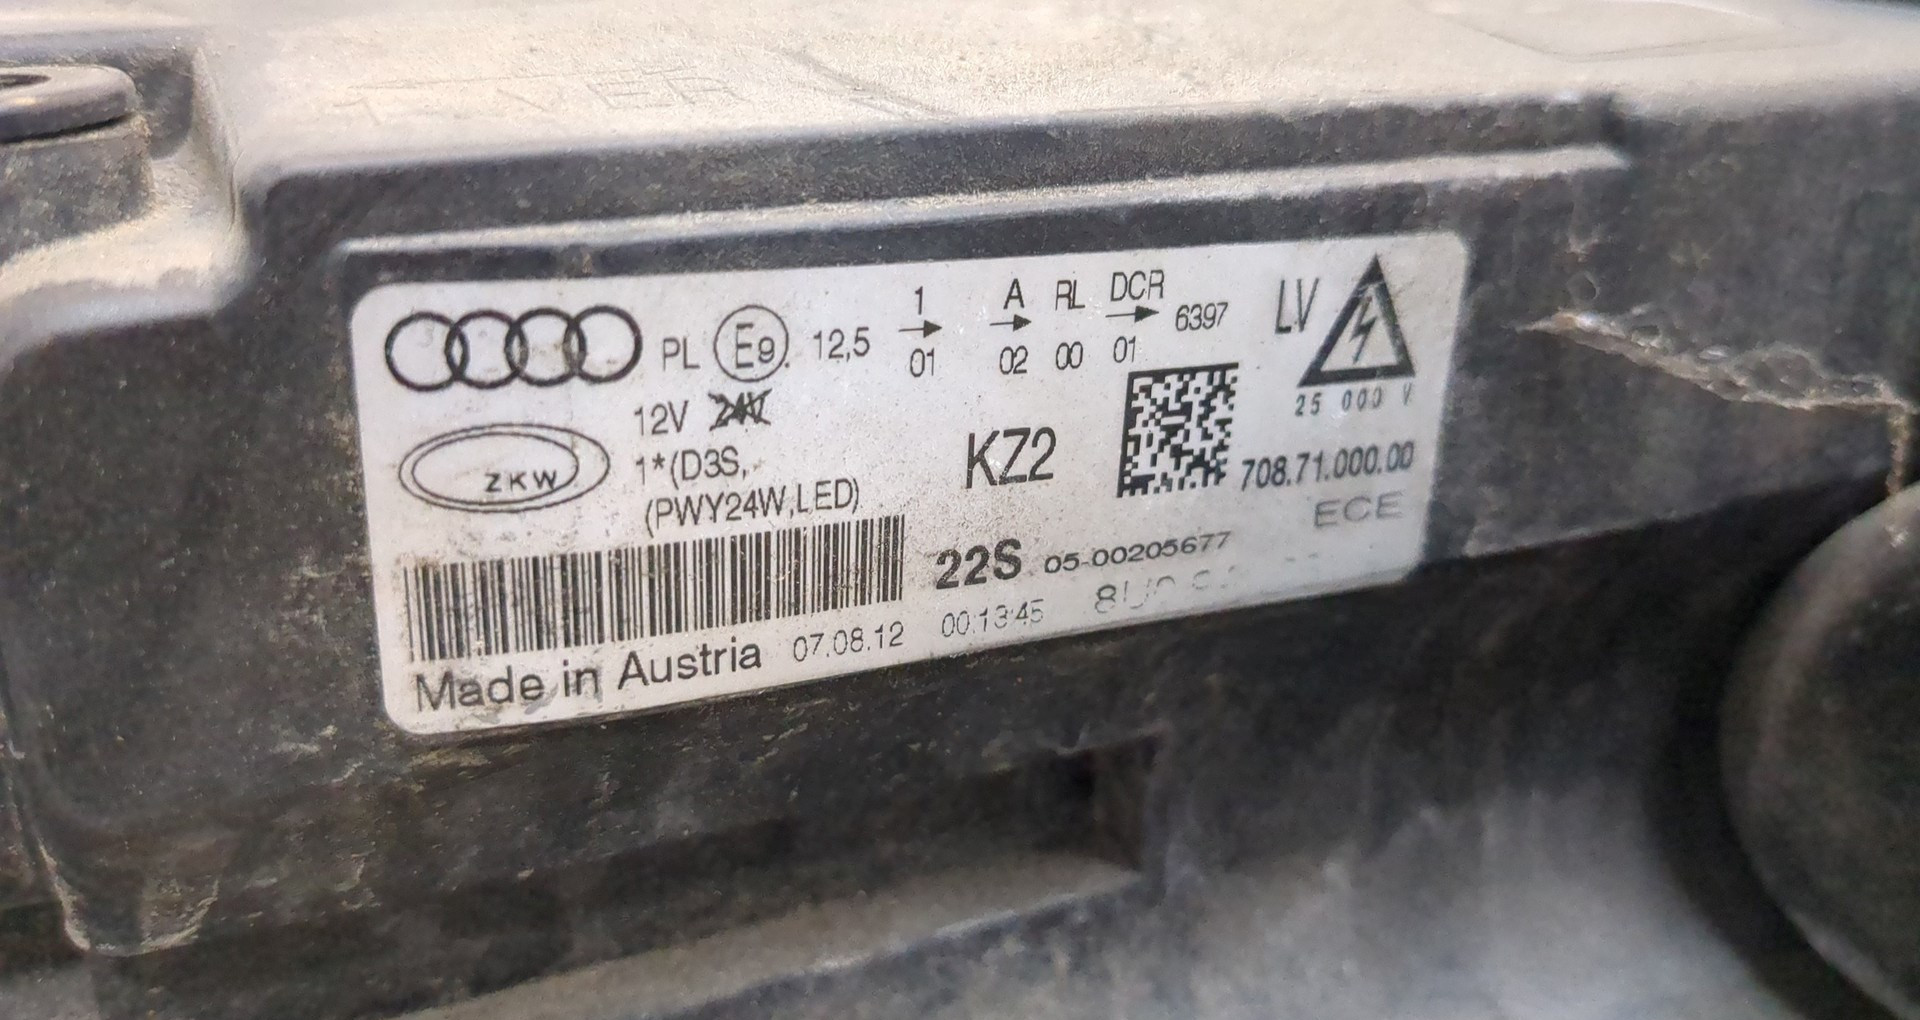 PL E9 12,5 1 01 A 02 RL 00 DCR 01 6397 LV
12V 24V
25 000 V
ZKW
1*(D3S,
(PWY24W,LED)
KZ2
708.71.000.00
ECE
22S 05-00205677
Made in Austria 07.08.12 00:13:45